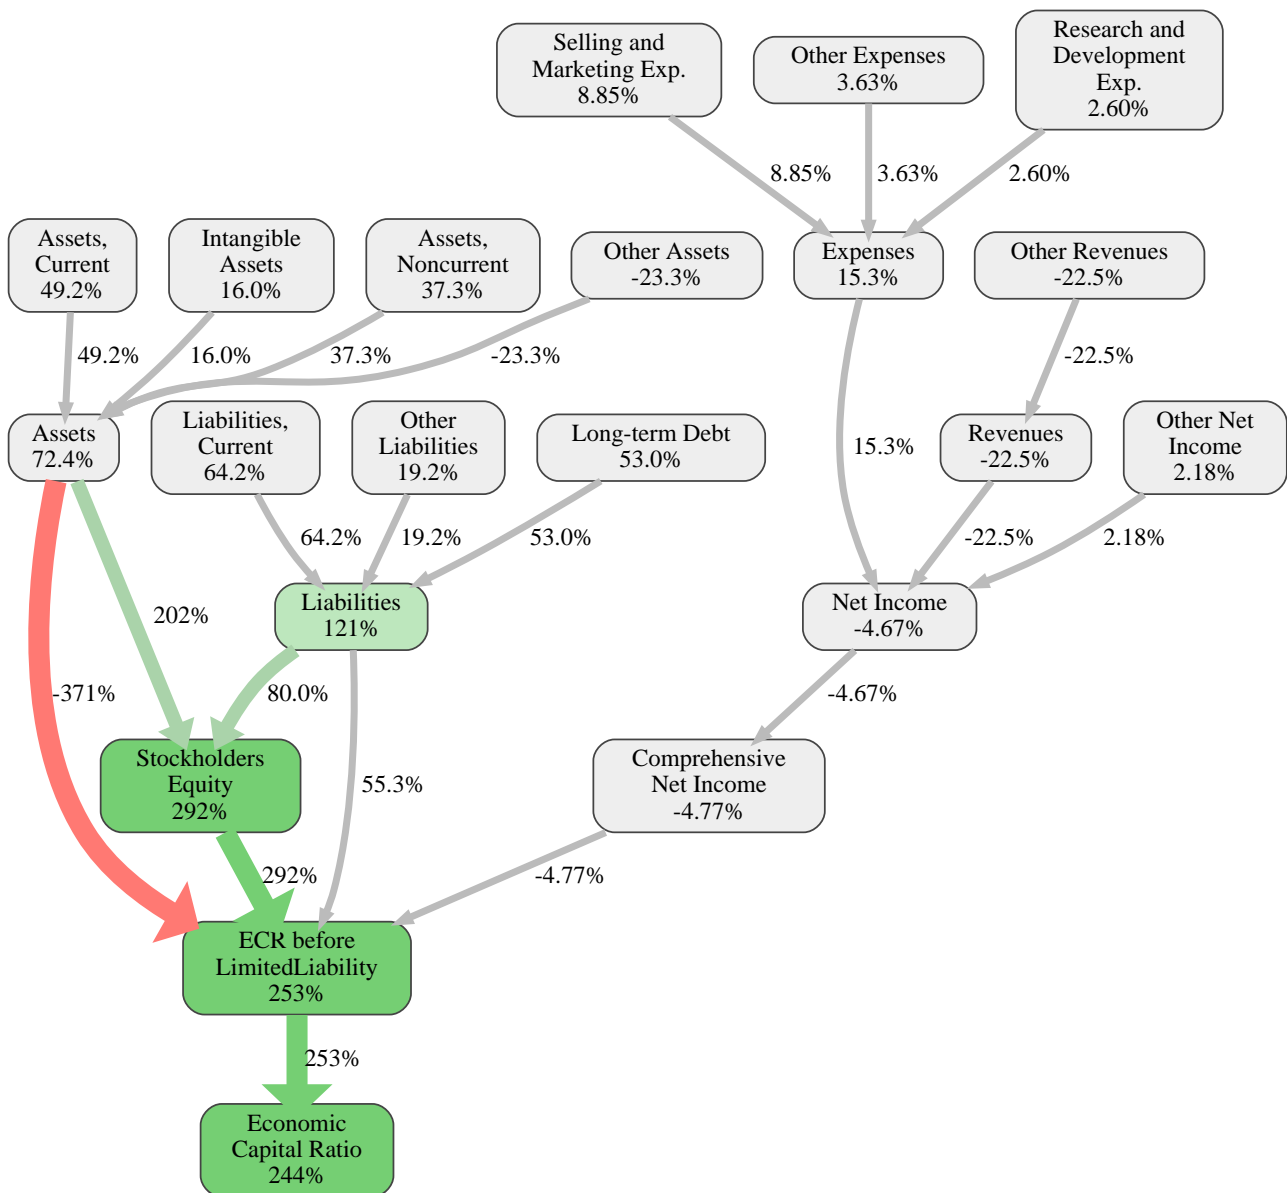 Selling and
Marketing Exp.
8.85%
Other Expenses
3.63%
Research and
Development
Exp.
2.60%
8.85%
3.63%
2.60%
Assets,
Current
49.2%
Intangible
Assets
16.0%
Assets,
Noncurrent
37.3%
Other Assets
-23.3%
Expenses
15.3%
Other Revenues
-22.5%
49.2%
16.0%
37.3%
-23.3%
-22.5%
Assets
72.4%
Liabilities,
Current
64.2%
Other
Liabilities
19.2%
Long-term Debt
53.0%
15.3%
Revenues
-22.5%
Other Net
Income
2.18%
64.2%
19.2%
53.0%
-22.5%
2.18%
202%
Liabilities
121%
Net Income
-4.67%
-371%
80.0%
-4.67%
Stockholders
Equity
292%
55.3%
Comprehensive
Net Income
-4.77%
292%
-4.77%
ECR before
LimitedLiability
253%
253%
Economic
Capital Ratio
244%